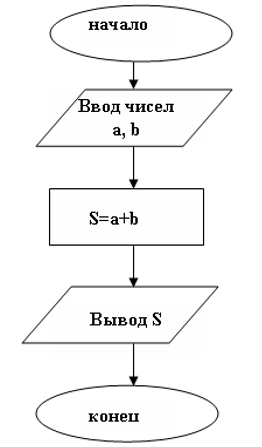 начало
Ввод чисел
a, b
S=a+b
Вывод S
конец